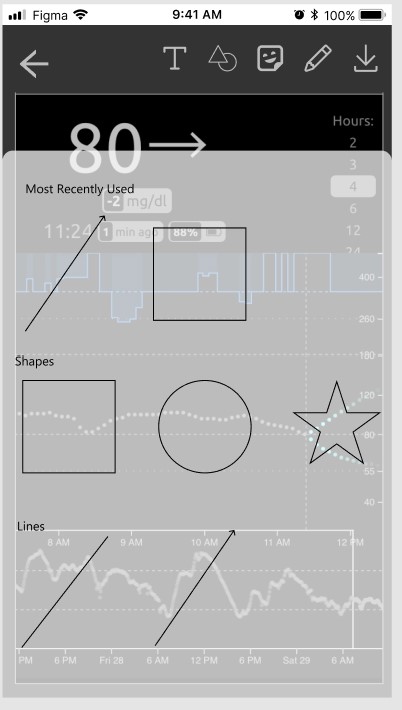 Figma 9:41 AM 100%
T
80 Hours:
2
3
4
6
12
24
Most Recently Used
-2 mg/dl
11:24 1 min ago 88%
400
260
180
Shapes
120
80
55
40
Lines
8 AM 9 AM 10 AM 11 AM 12 PM
PM 6 PM Fri 28 6 AM 12 PM 6 PM Sat 29 6 AM